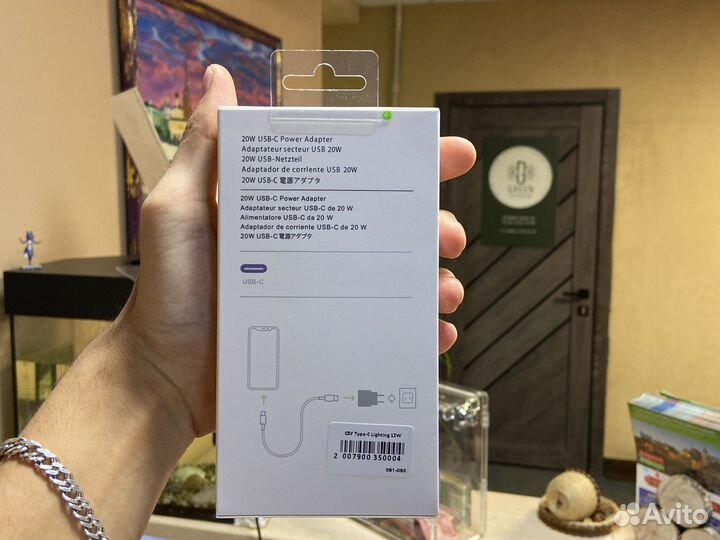 20W USB-C Power Adapter
Adaptateur secteur USB 20W
20W USB-Netzteil
Adaptador de corriente USB 20W
20W USB-C 電源アダプタ
20W USB-C Power Adapter
Adaptateur secteur USB-C de 20 W
Alimentatore USB-C da 20 W
Adaptador de corriente USB-C de 20 W
20W USB-C電源アダプタ
USB-C
СЗУ Type-C Lighting 12W
2 007900 350004
091-093
GREEN
Avito